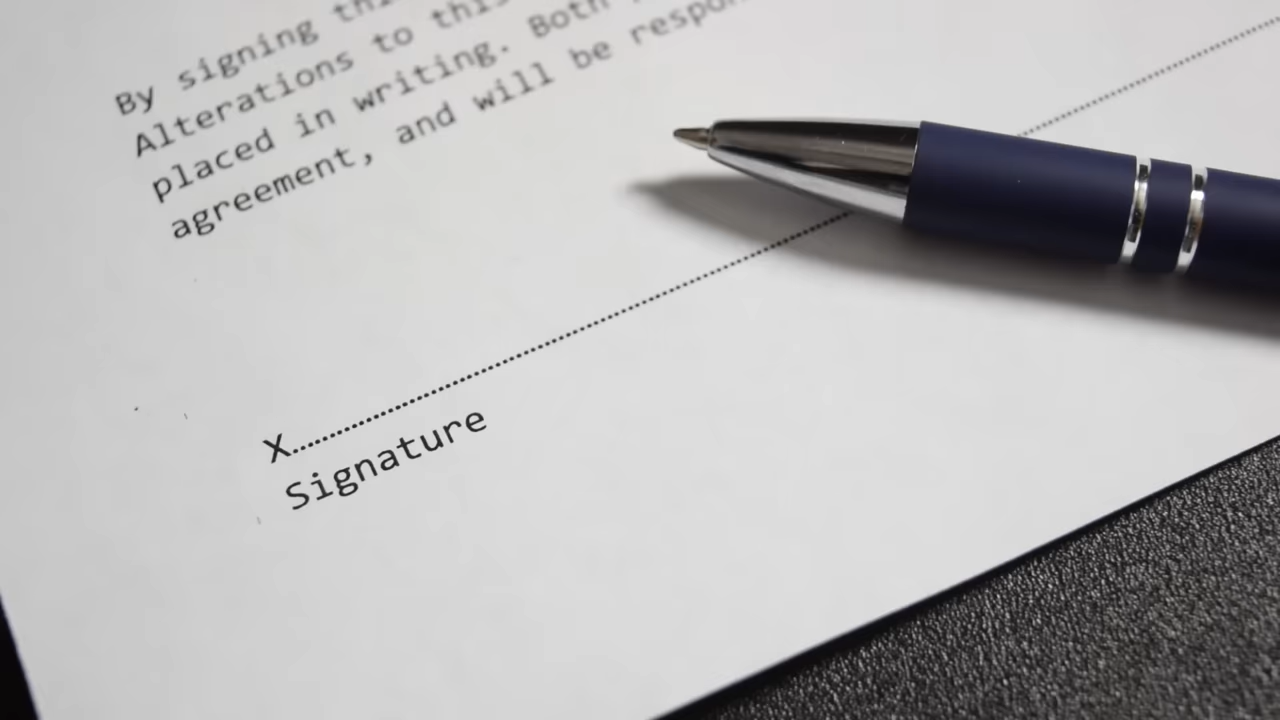 By signing
Alterations to this
placed in writing. Both
agreement, and will be
X
Signature